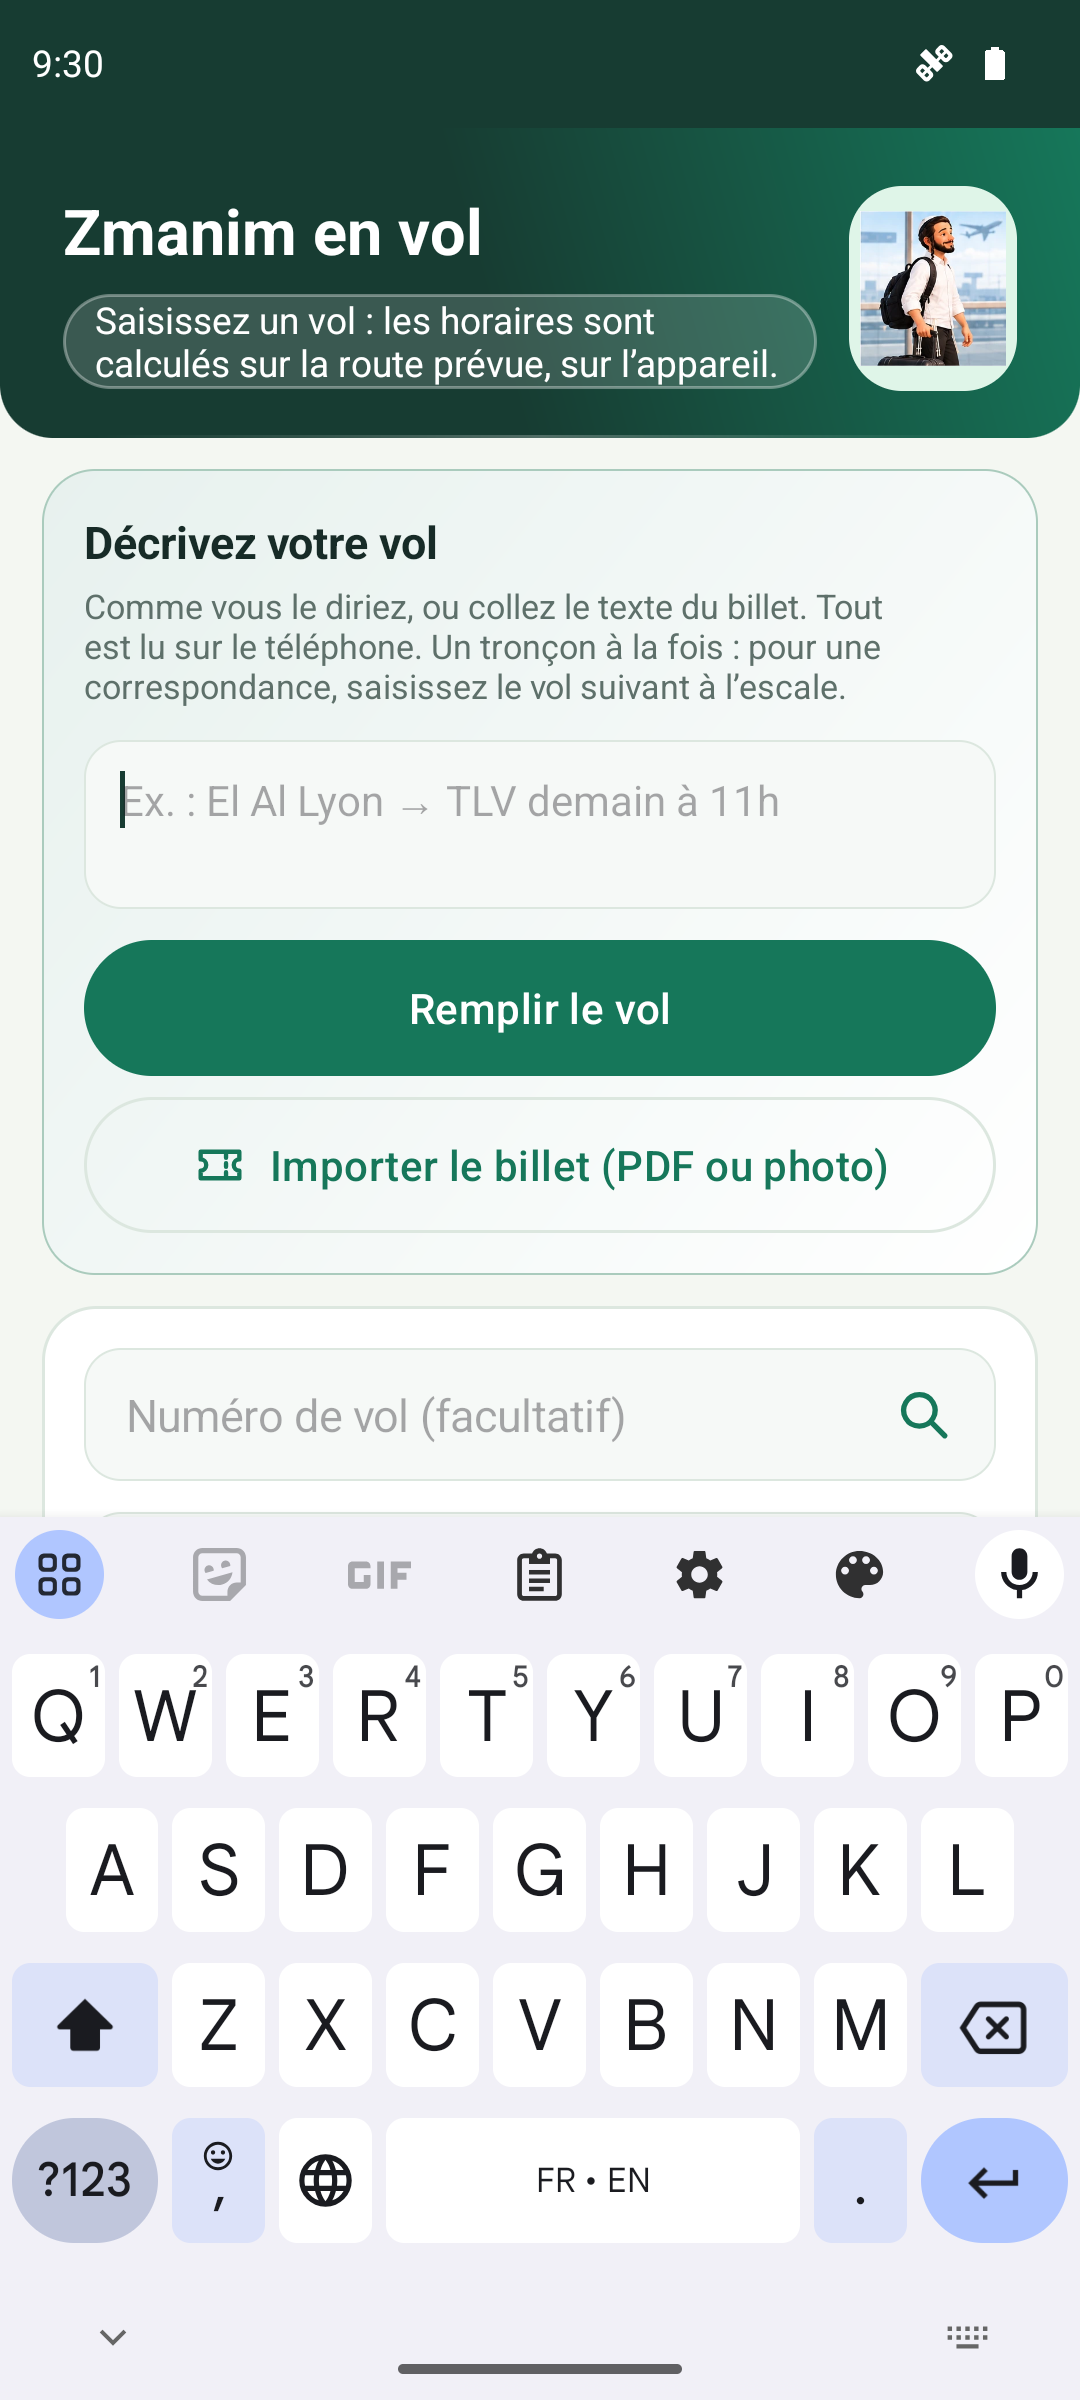 9:30
Zmanim en vol
Saisissez un vol : les horaires sont
calculés sur la route prévue, sur l’appareil.
Décrivez votre vol
Comme vous le diriez, ou collez le texte du billet. Tout
est lu sur le téléphone. Un tronçon à la fois : pour une
correspondance, saisissez le vol suivant à l’escale.
Ex. : El Al Lyon → TLV demain à 11h
Remplir le vol
Importer le billet (PDF ou photo)
Numéro de vol (facultatif)
GIF
Q 1 W 2 E 3 R 4 T 5 Y 6 U 7 I 8 O 9 P 0
A S D F G H J K L
Z X C V B N M
?123 , FR • EN .